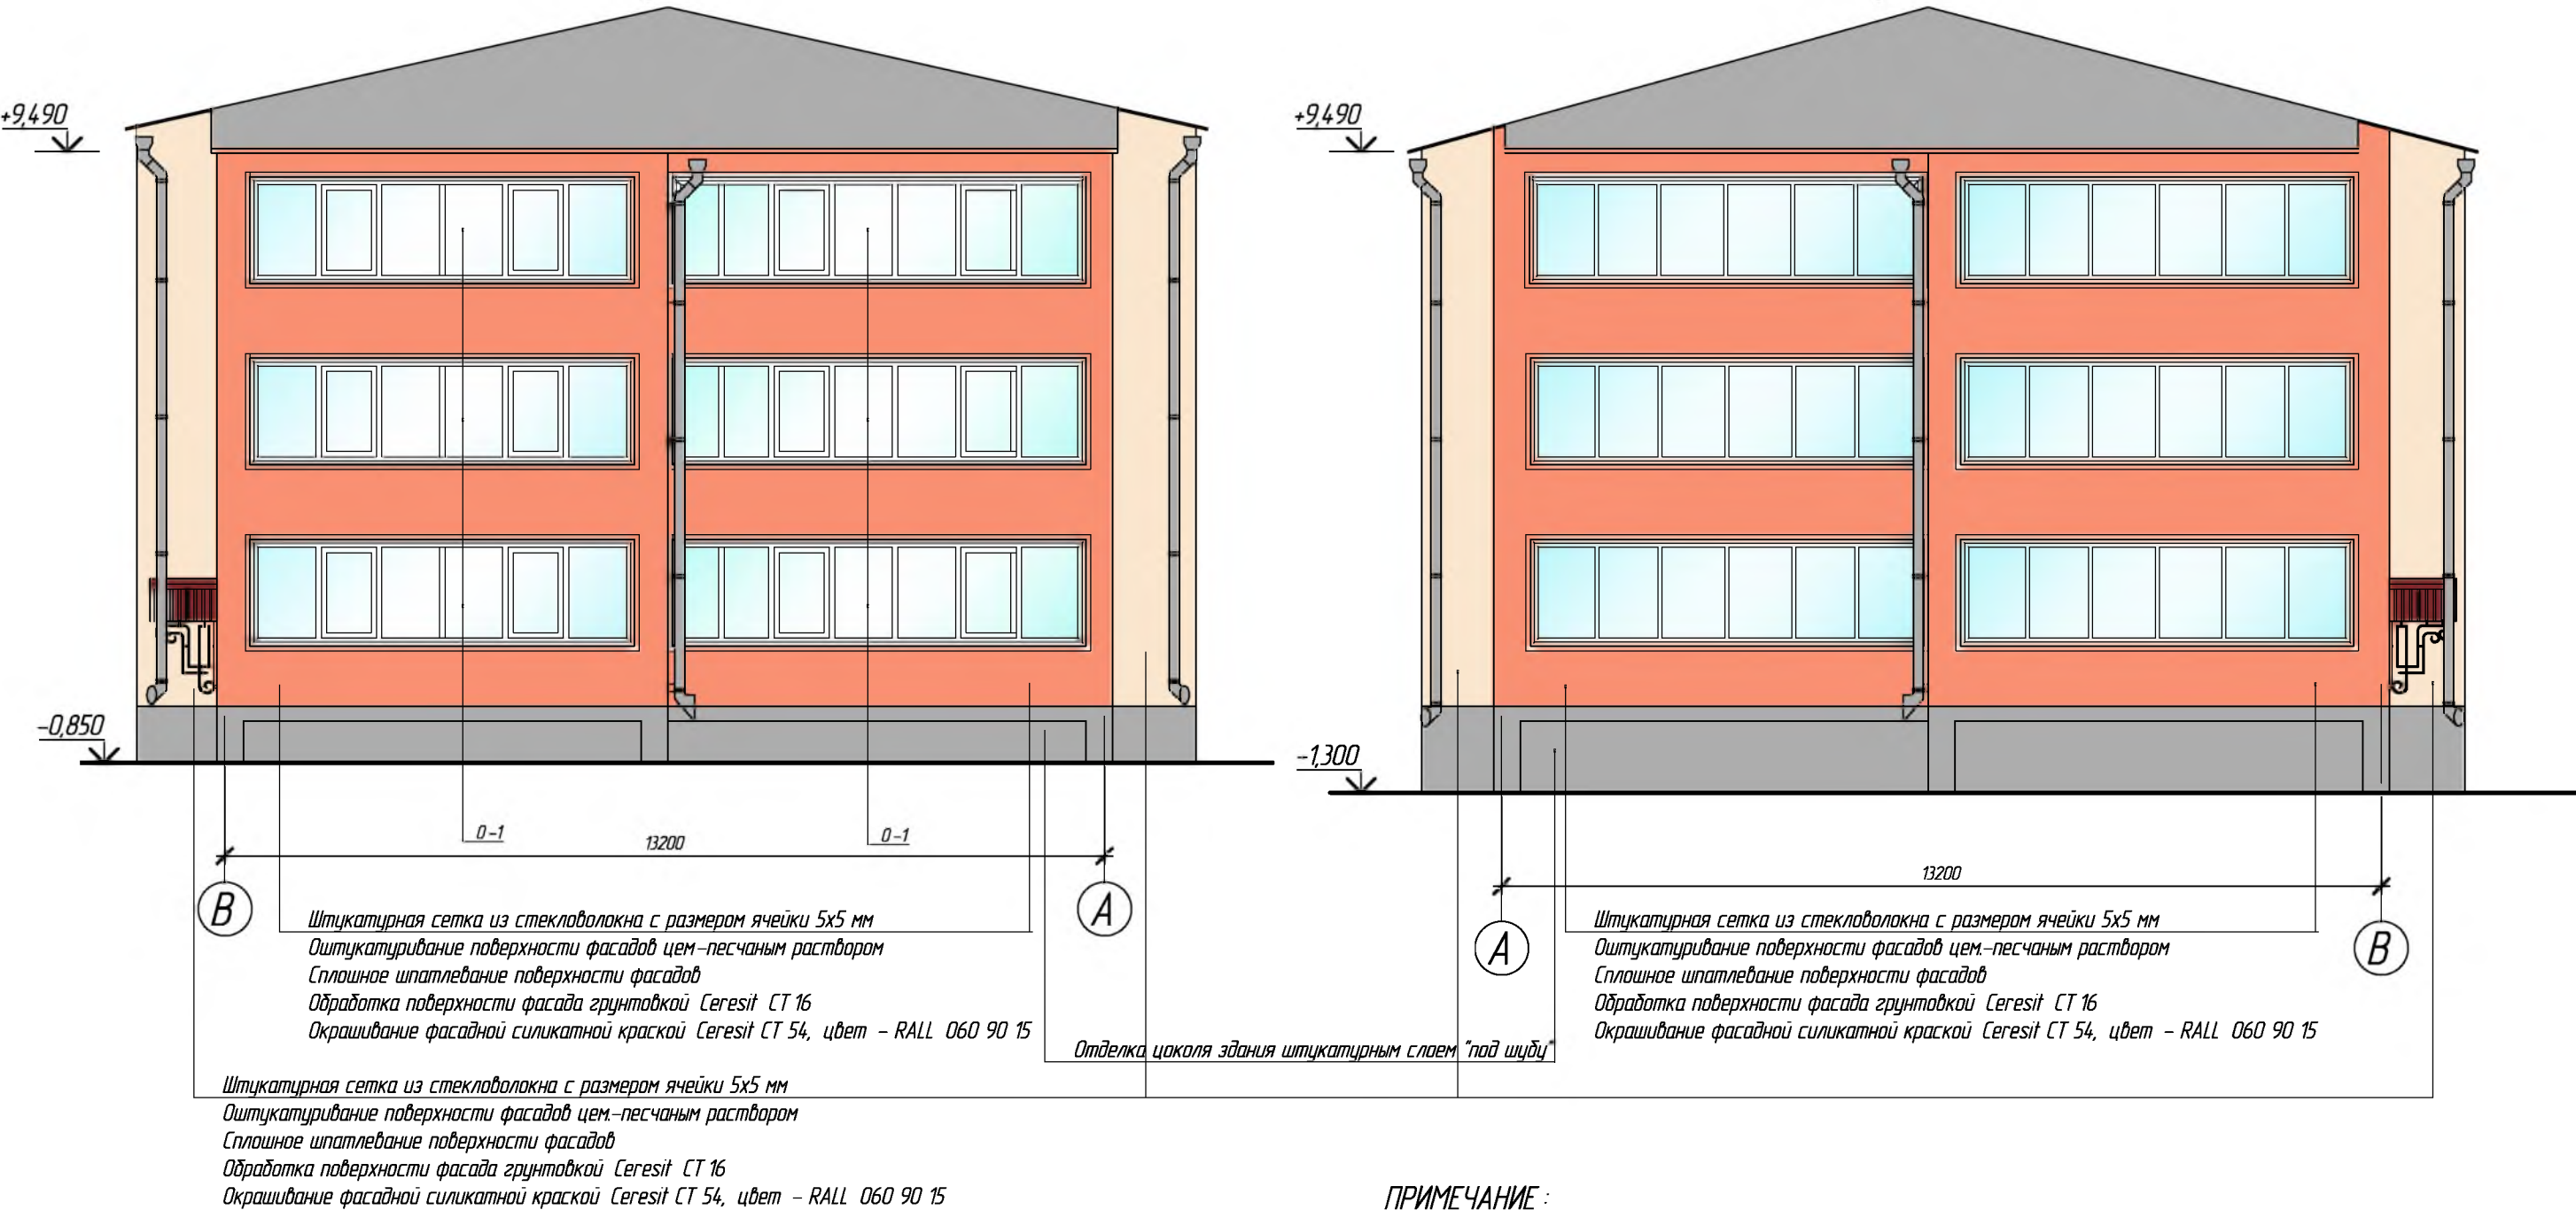 +9,490
+9,490
-0,850
-1,300
0-1
13200
0-1
13200
В
А
А
В
Штукатурная сетка из стекловолокна с размером ячейки 5х5 мм
Оштукатуривание поверхности фасадов цем-песчаным раствором
Сплошное шпатлевание поверхности фасадов
Обработка поверхности фасада грунтовкой Ceresit CT 16
Окрашивание фасадной силикатной краской Ceresit CT 54, цвет - RALL 060 90 15
Штукатурная сетка из стекловолокна с размером ячейки 5х5 мм
Оштукатуривание поверхности фасадов цем.-песчаным раствором
Сплошное шпатлевание поверхности фасадов
Обработка поверхности фасада грунтовкой Ceresit CT 16
Окрашивание фасадной силикатной краской Ceresit CT 54, цвет - RALL 060 90 15
Отделка цоколя здания штукатурным слоем "под шубу"
Штукатурная сетка из стекловолокна с размером ячейки 5х5 мм
Оштукатуривание поверхности фасадов цем.-песчаным раствором
Сплошное шпатлевание поверхности фасадов
Обработка поверхности фасада грунтовкой Ceresit CT 16
Окрашивание фасадной силикатной краской Ceresit CT 54, цвет - RALL 060 90 15
ПРИМЕЧАНИЕ :